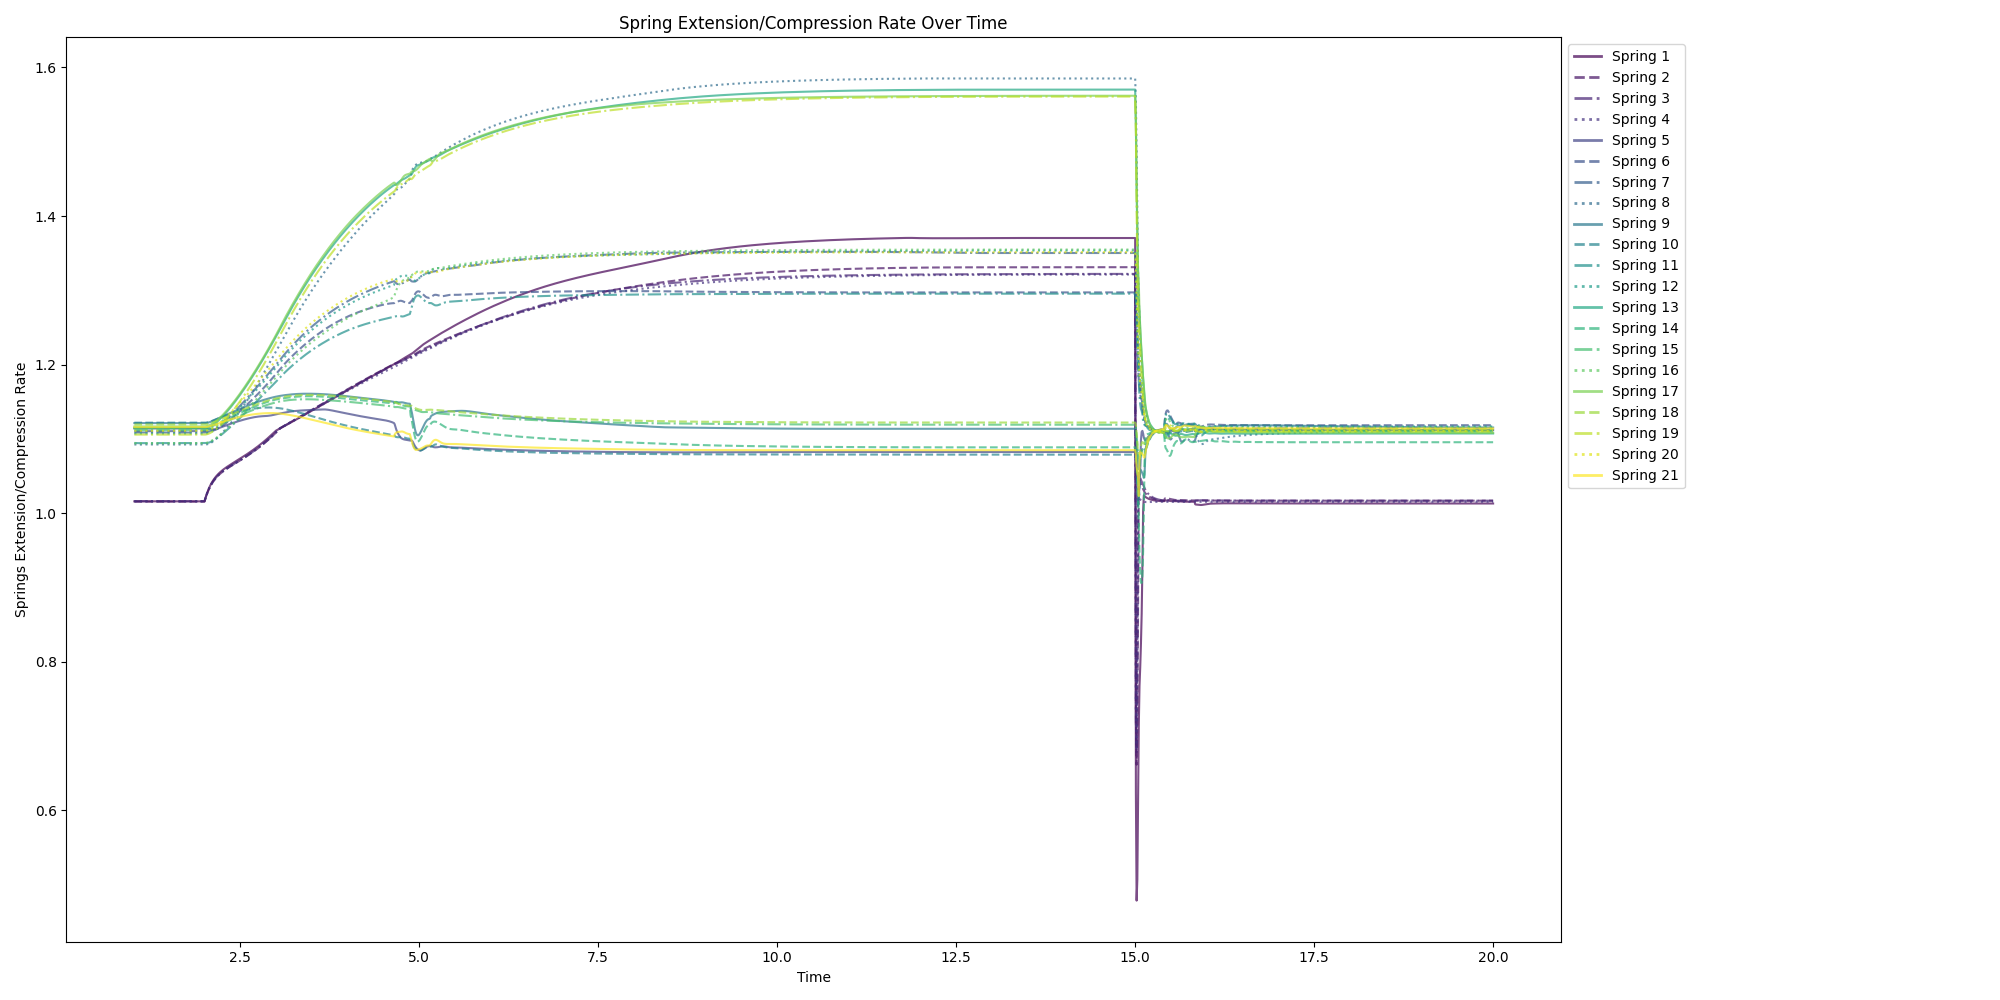 Spring Extension/Compression Rate Over Time
Springs Extension/Compression Rate
1.6
1.4
1.2
1.0
0.8
0.6
2.5
5.0
7.5
10.0
12.5
15.0
17.5
20.0
Time
Spring 1
Spring 2
Spring 3
Spring 4
Spring 5
Spring 6
Spring 7
Spring 8
Spring 9
Spring 10
Spring 11
Spring 12
Spring 13
Spring 14
Spring 15
Spring 16
Spring 17
Spring 18
Spring 19
Spring 20
Spring 21